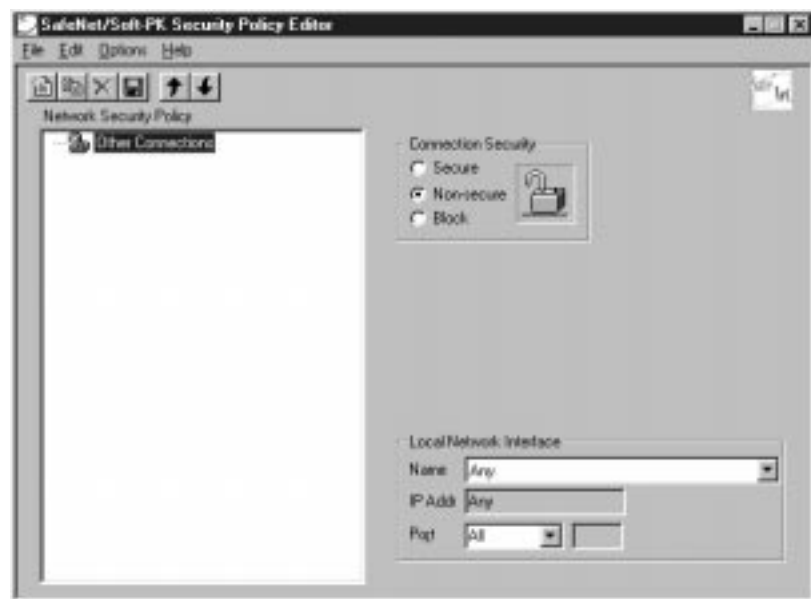 SafeNet/Soft-PK Security Policy Editor
File Edit Options Help
Network Security Policy
Other Connections
Connection Security
Secure
Non-secure
Block
Local Network Interface
Name Any
IP Addr Any
Port All